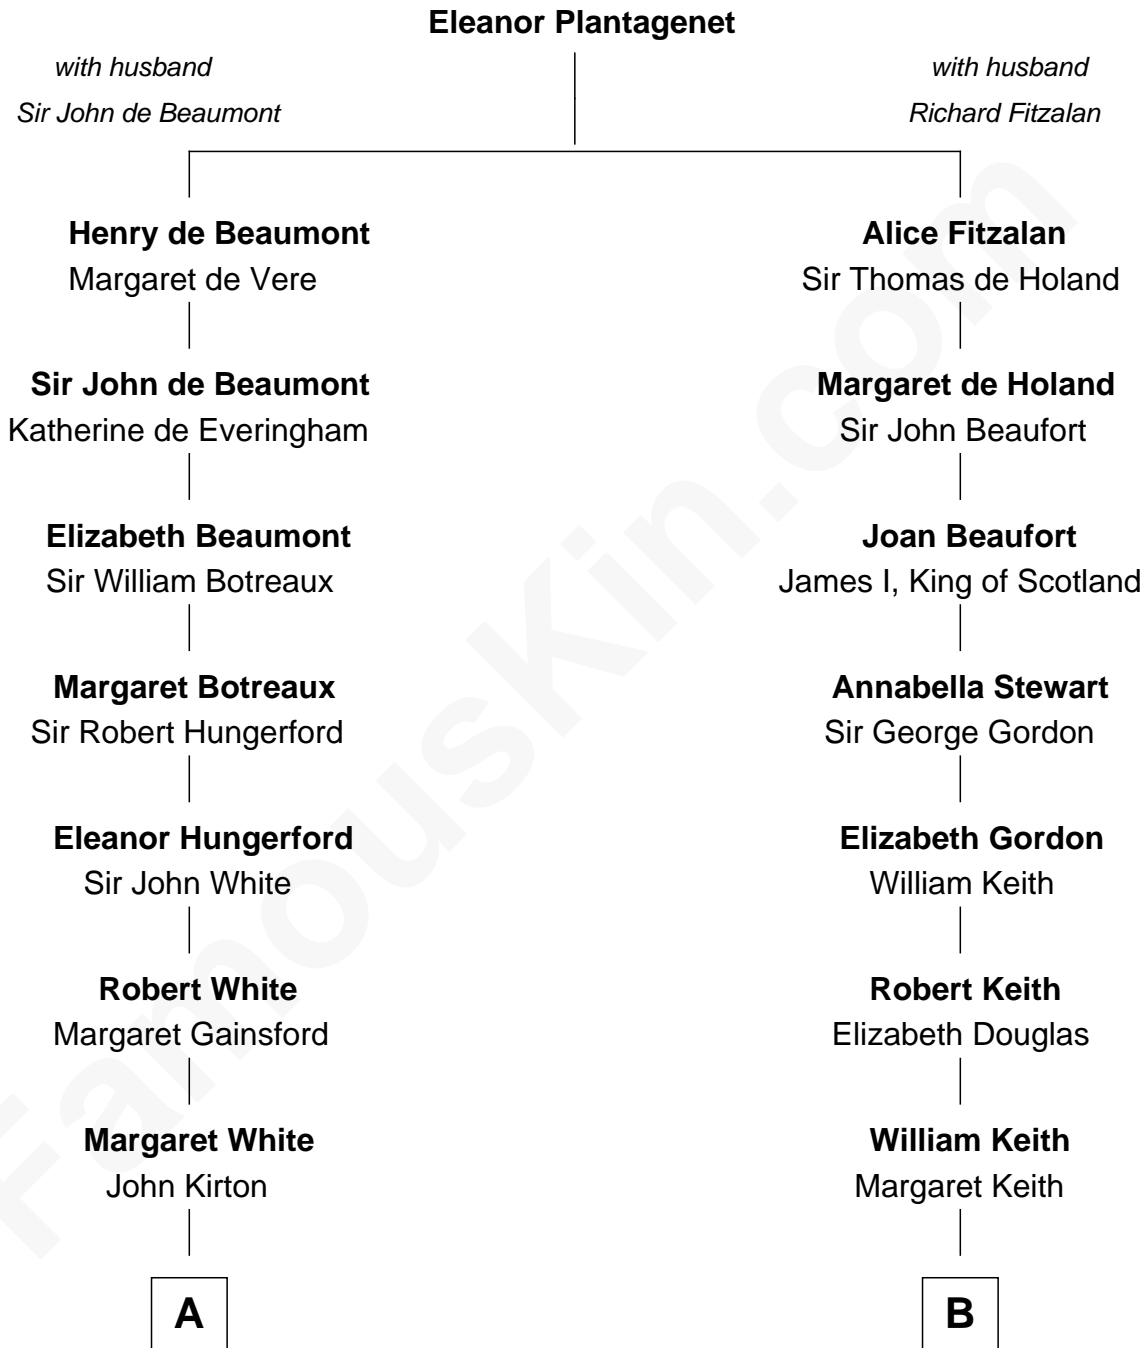 Eleanor Plantagenet
with husband
Sir John de Beaumont
with husband
Richard Fitzalan
Henry de Beaumont
Margaret de Vere
Alice Fitzalan
Sir Thomas de Holand
Sir John de Beaumont
Katherine de Everingham
Margaret de Holand
Sir John Beaufort
Elizabeth Beaumont
Sir William Botreaux
Joan Beaufort
James I, King of Scotland
Margaret Botreaux
Sir Robert Hungerford
Annabella Stewart
Sir George Gordon
Eleanor Hungerford
Sir John White
Elizabeth Gordon
William Keith
Robert White
Margaret Gainsford
Robert Keith
Elizabeth Douglas
Margaret White
John Kirton
William Keith
Margaret Keith
A
B
FamousKin.com